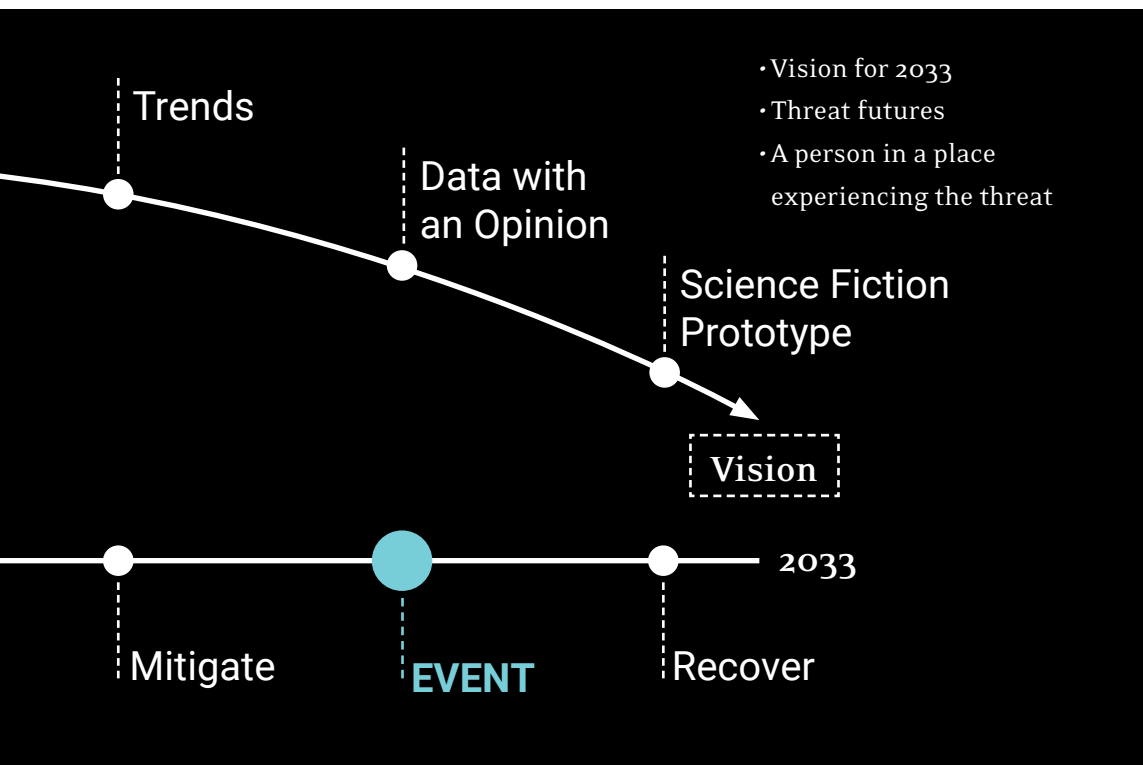 Trends
Data with
an Opinion
Science Fiction
Prototype
·Vision for 2033
·Threat futures
·A person in a place
experiencing the threat
Vision
2033
Mitigate
EVENT
Recover